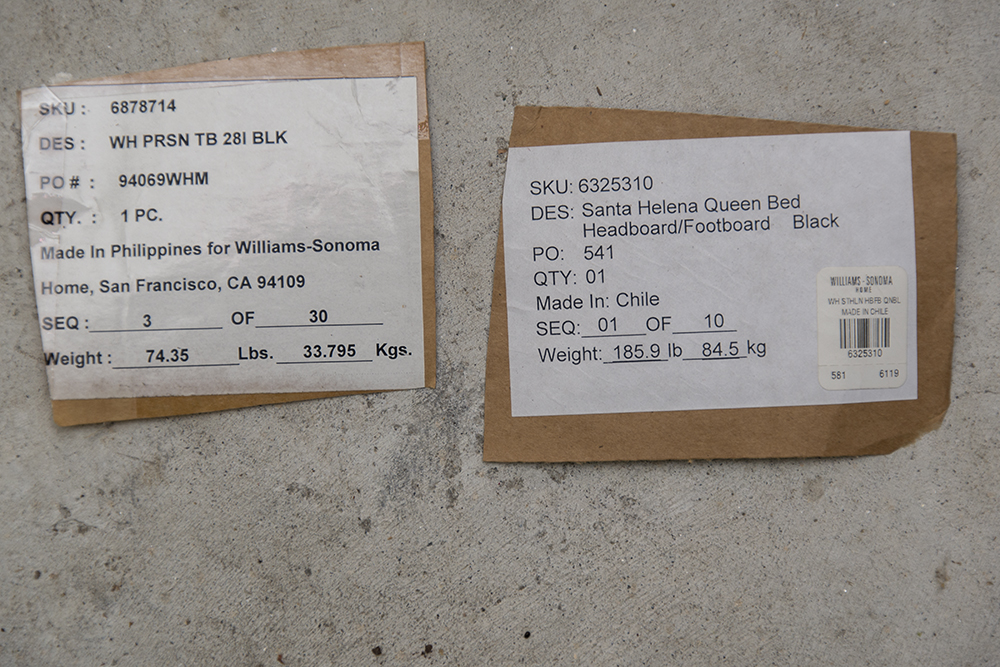 SKU : 6878714
DES : WH PRSN TB 28I BLK
PO # : 94069WHM
QTY. : 1 PC.
Made In Philippines for Williams-Sonoma
Home, San Francisco, CA 94109
SEQ : 3 OF 30
Weight : 74.35 Lbs. 33.795 Kgs.
SKU: 6325310
DES: Santa Helena Queen Bed
Headboard/Footboard Black
PO: 541
QTY: 01
Made In: Chile
SEQ: 01 OF 10
Weight: 185.9 lb 84.5 kg
WILLIAMS-SONOMA
HOME
WH STHLN HBFB QNBL
MADE IN CHILE
6325310
581 6119